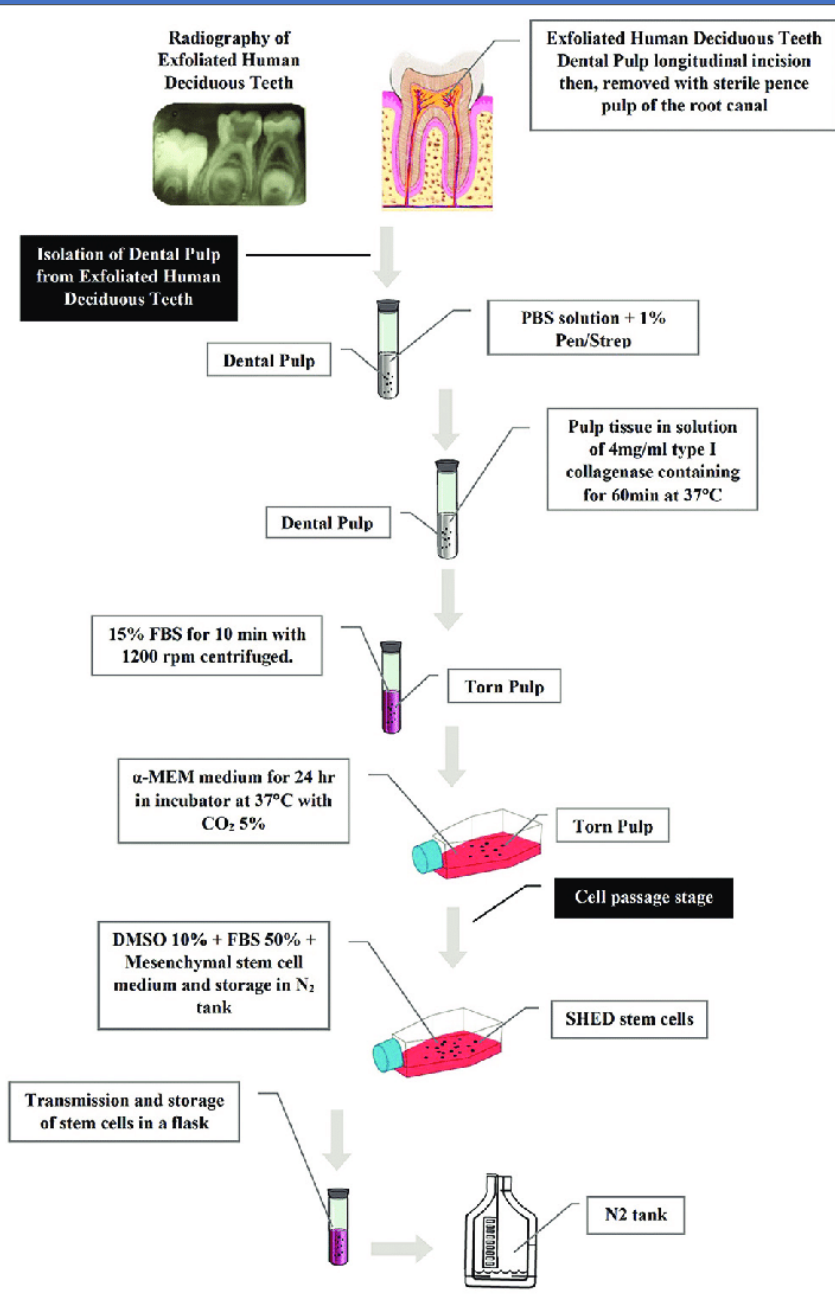 Radiography of
Exfoliated Human
Deciduous Teeth
Exfoliated Human Deciduous Teeth
Dental Pulp longitudinal incision
then, removed with sterile pence
pulp of the root canal
Isolation of Dental Pulp
from Exfoliated Human
Deciduous Teeth
PBS solution + 1%
Pen/Strep
Dental Pulp
Pulp tissue in solution
of 4mg/ml type I
collagenase containing
for 60min at 37°C
Dental Pulp
15% FBS for 10 min with
1200 rpm centrifuged.
Torn Pulp
α-MEM medium for 24 hr
in incubator at 37°C with
CO₂ 5%
Torn Pulp
Cell passage stage
DMSO 10% + FBS 50% +
Mesenchymal stem cell
medium and storage in N₂
tank
SHED stem cells
Transmission and storage
of stem cells in a flask
N2 tank